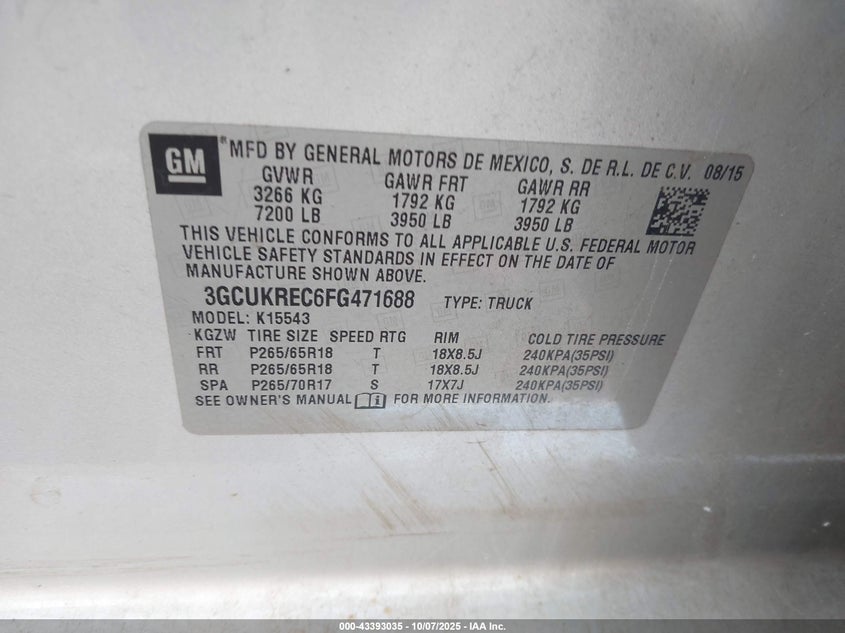 GM ® MFD BY GENERAL MOTORS DE MEXICO, S. DE R.L. DE C.V. 08/15
GVWR GAWR FRT GAWR RR
3266 KG 1792 KG 1792 KG
7200 LB 3950 LB 3950 LB
THIS VEHICLE CONFORMS TO ALL APPLICABLE U.S. FEDERAL MOTOR
VEHICLE SAFETY STANDARDS IN EFFECT ON THE DATE OF
MANUFACTURE SHOWN ABOVE.
3GCUKREC6FG471688 TYPE: TRUCK
MODEL: K15543
KGZW TIRE SIZE SPEED RTG RIM COLD TIRE PRESSURE
FRT P265/65R18 T 18X8.5J 240KPA(35PSI)
RR P265/65R18 T 18X8.5J 240KPA(35PSI)
SPA P265/70R17 S 17X7J 240KPA(35PSI)
SEE OWNER'S MANUAL FOR MORE INFORMATION.
000-43393035 - 10/07/2025 - IAA Inc.